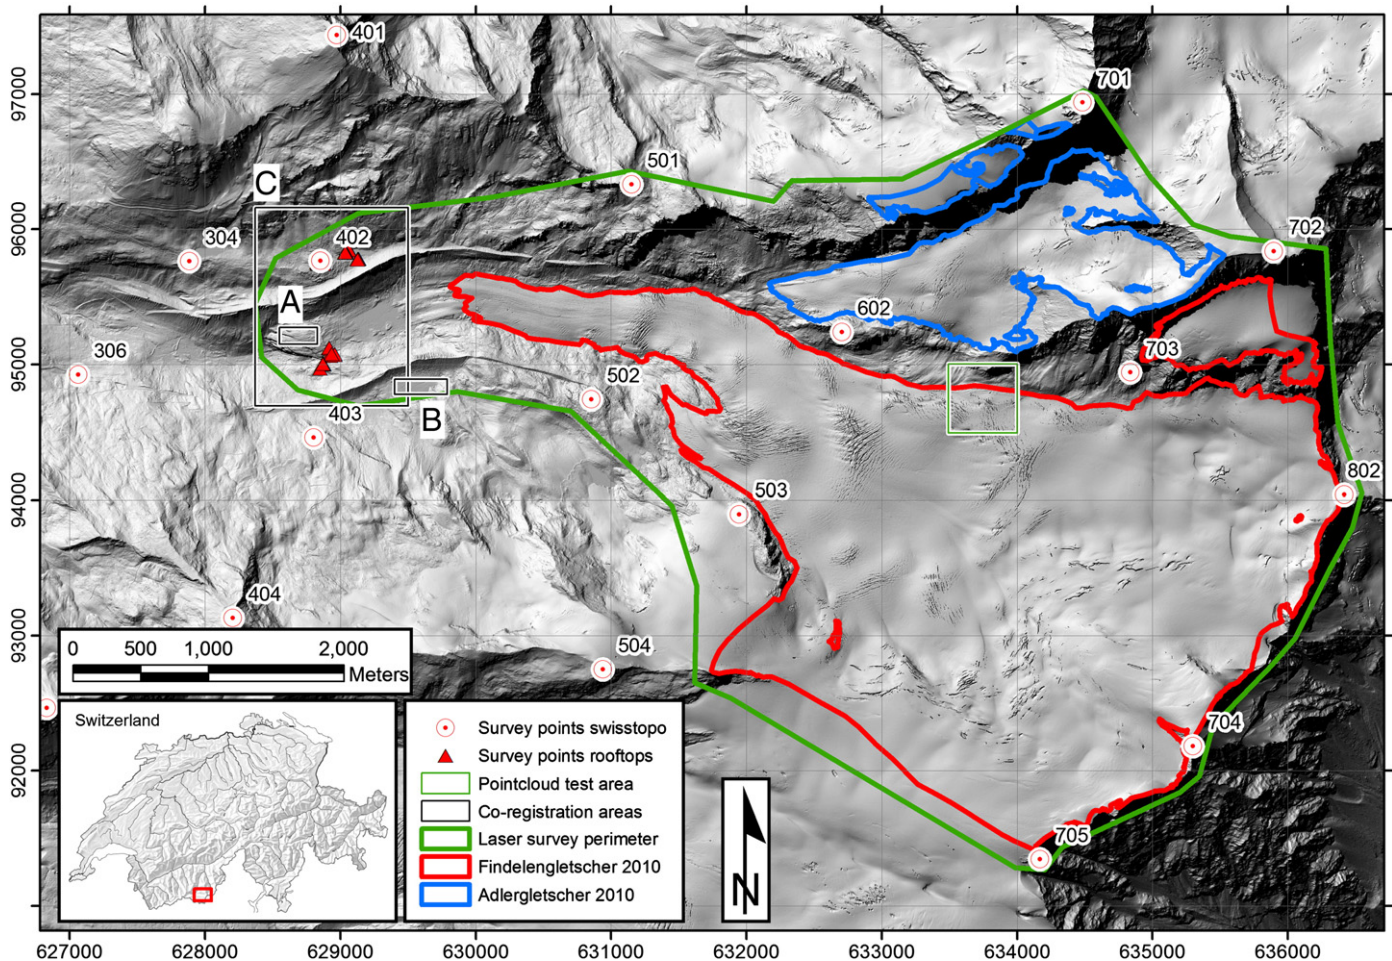 401
97000
701
501
C
96000
304
402
702
A
602
306
95000
703
502
B
403
802
503
94000
404
93000
0 500 1,000 2,000
Meters
504
Switzerland
Survey points swisstopo
Survey points rooftops
Pointcloud test area
Co-registration areas
Laser survey perimeter
Findelengletscher 2010
Adlergletscher 2010
N
704
92000
705
627000 628000 629000 630000 631000 632000 633000 634000 635000 636000